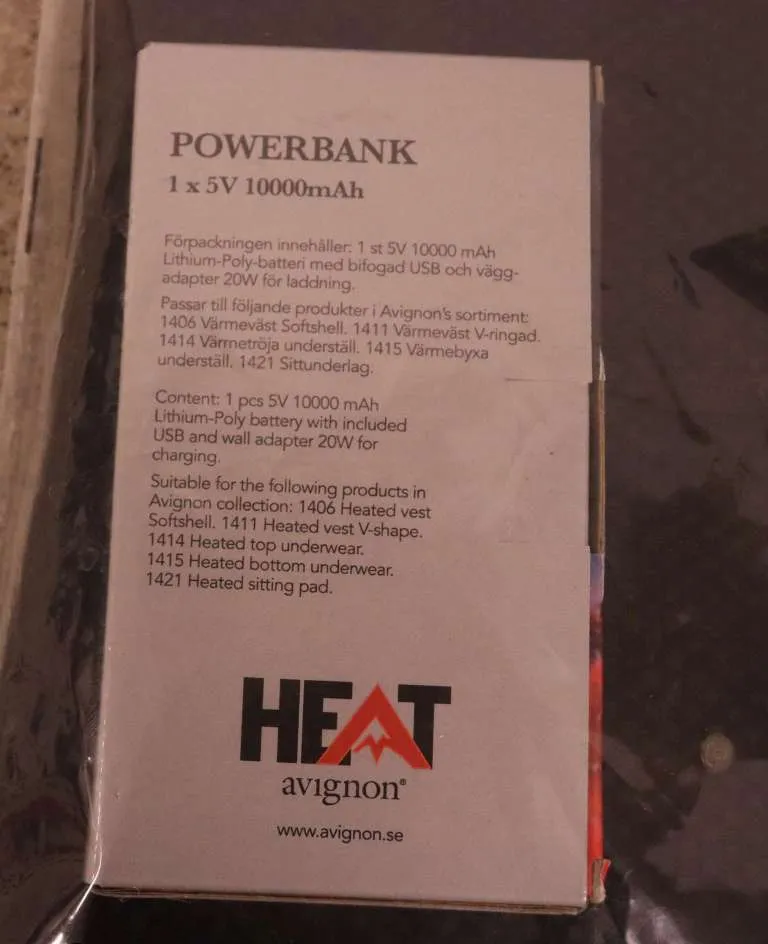 POWERBANK
1 x 5V 10000mAh
Förpackningen innehåller: 1 st 5V 10000 mAh
Lithium-Poly-batteri med bifogad USB och vägg-
adapter 20W för laddning.
Passar till följande produkter i Avignon's sortiment:
1406 Värmeväst Softshell. 1411 Värmeväst V-ringad.
1414 Värmetröja underställ. 1415 Värmebyxa
underställ. 1421 Sittunderlag.
Content: 1 pcs 5V 10000 mAh
Lithium-Poly battery with included
USB and wall adapter 20W for
charging.
Suitable for the following products in
Avignon collection: 1406 Heated vest
Softshell. 1411 Heated vest V-shape.
1414 Heated top underwear.
1415 Heated bottom underwear.
1421 Heated sitting pad.
HEAT
avignon®
www.avignon.se